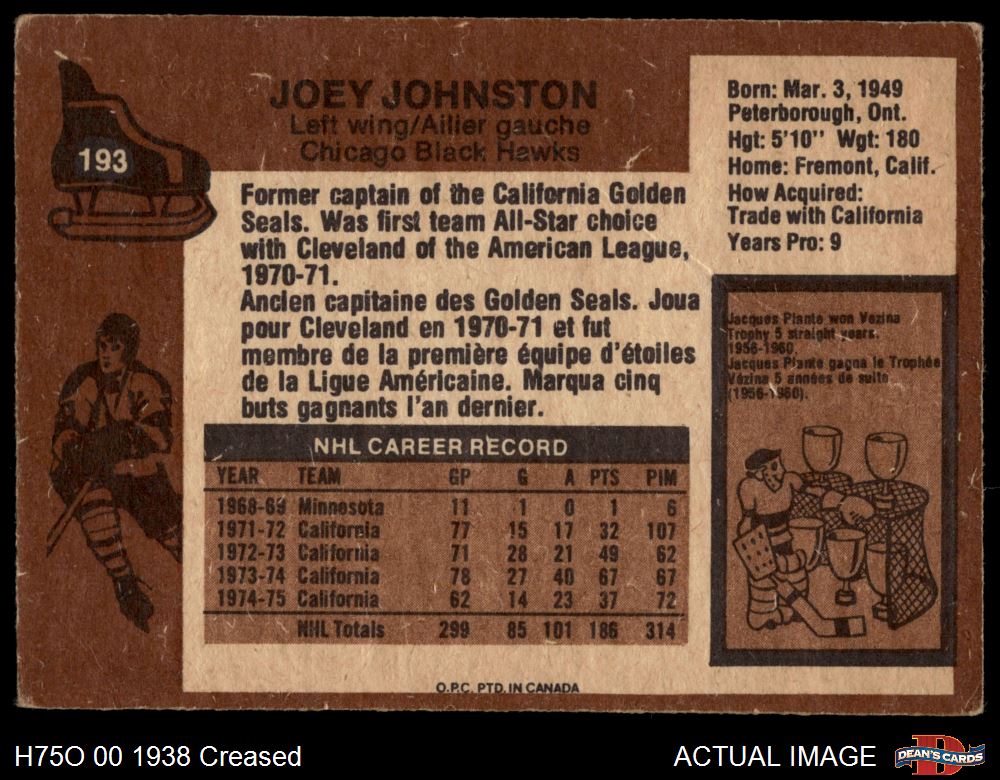 193
JOEY JOHNSTON
Left wing/Ailier gauche
Chicago Black Hawks
Born: Mar. 3, 1949
Peterborough, Ont.
Hgt: 5'10" Wgt: 180
Home: Fremont, Calif.
How Acquired:
Trade with California
Years Pro: 9
Former captain of the California Golden
Seals. Was first team All-Star choice
with Cleveland of the American League,
1970-71.
Ancien capitaine des Golden Seals. Joua
pour Cleveland en 1970-71 et fut
membre de la première équipe d'étoiles
de la Ligue Américaine. Marqua cinq
buts gagnants l'an dernier.
Jacques Plante won Vezina
Trophy 5 straight years.
1956-1960.
Jacques Plante gagna le Trophée
Vézina 5 années de suite
(1956-1960).
NHL CAREER RECORD
YEAR TEAM GP G A PTS PIM
1968-69 Minnesota 11 1 0 1 6
1971-72 California 77 15 17 32 107
1972-73 California 71 28 21 49 62
1973-74 California 78 27 40 67 67
1974-75 California 62 14 23 37 72
NHL Totals 299 85 101 186 314
O.P.C. PTD. IN CANADA
H75O 00 1938 Creased
ACTUAL IMAGE
DEAN'S CARDS